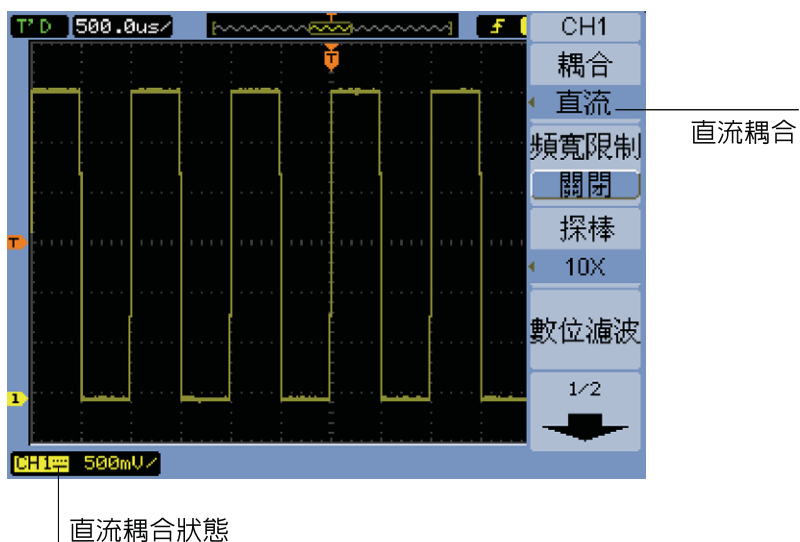 T'D 500.0us/
T
CH1
耦合
直流
直流耦合
頻寬限制
關閉
探棒
10X
數位濾波
1/2
T
T
1
CH1 500mV/
直流耦合狀態